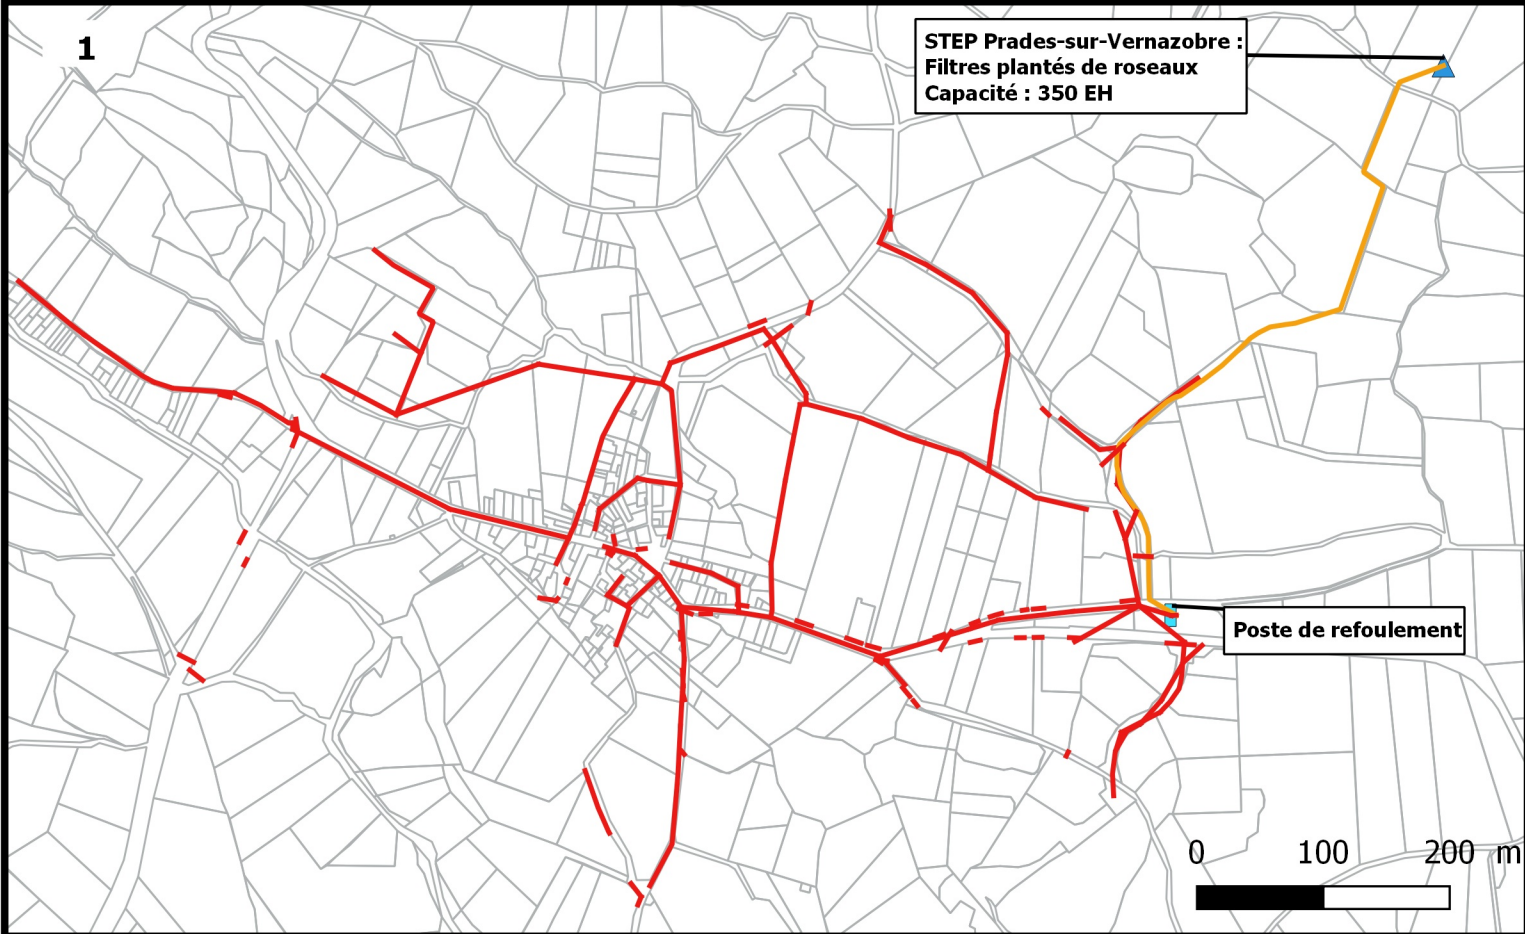 1
STEP Prades-sur-Vernazobre :
Filtres plantés de roseaux
Capacité : 350 EH
Poste de refoulement
0 100 200 m